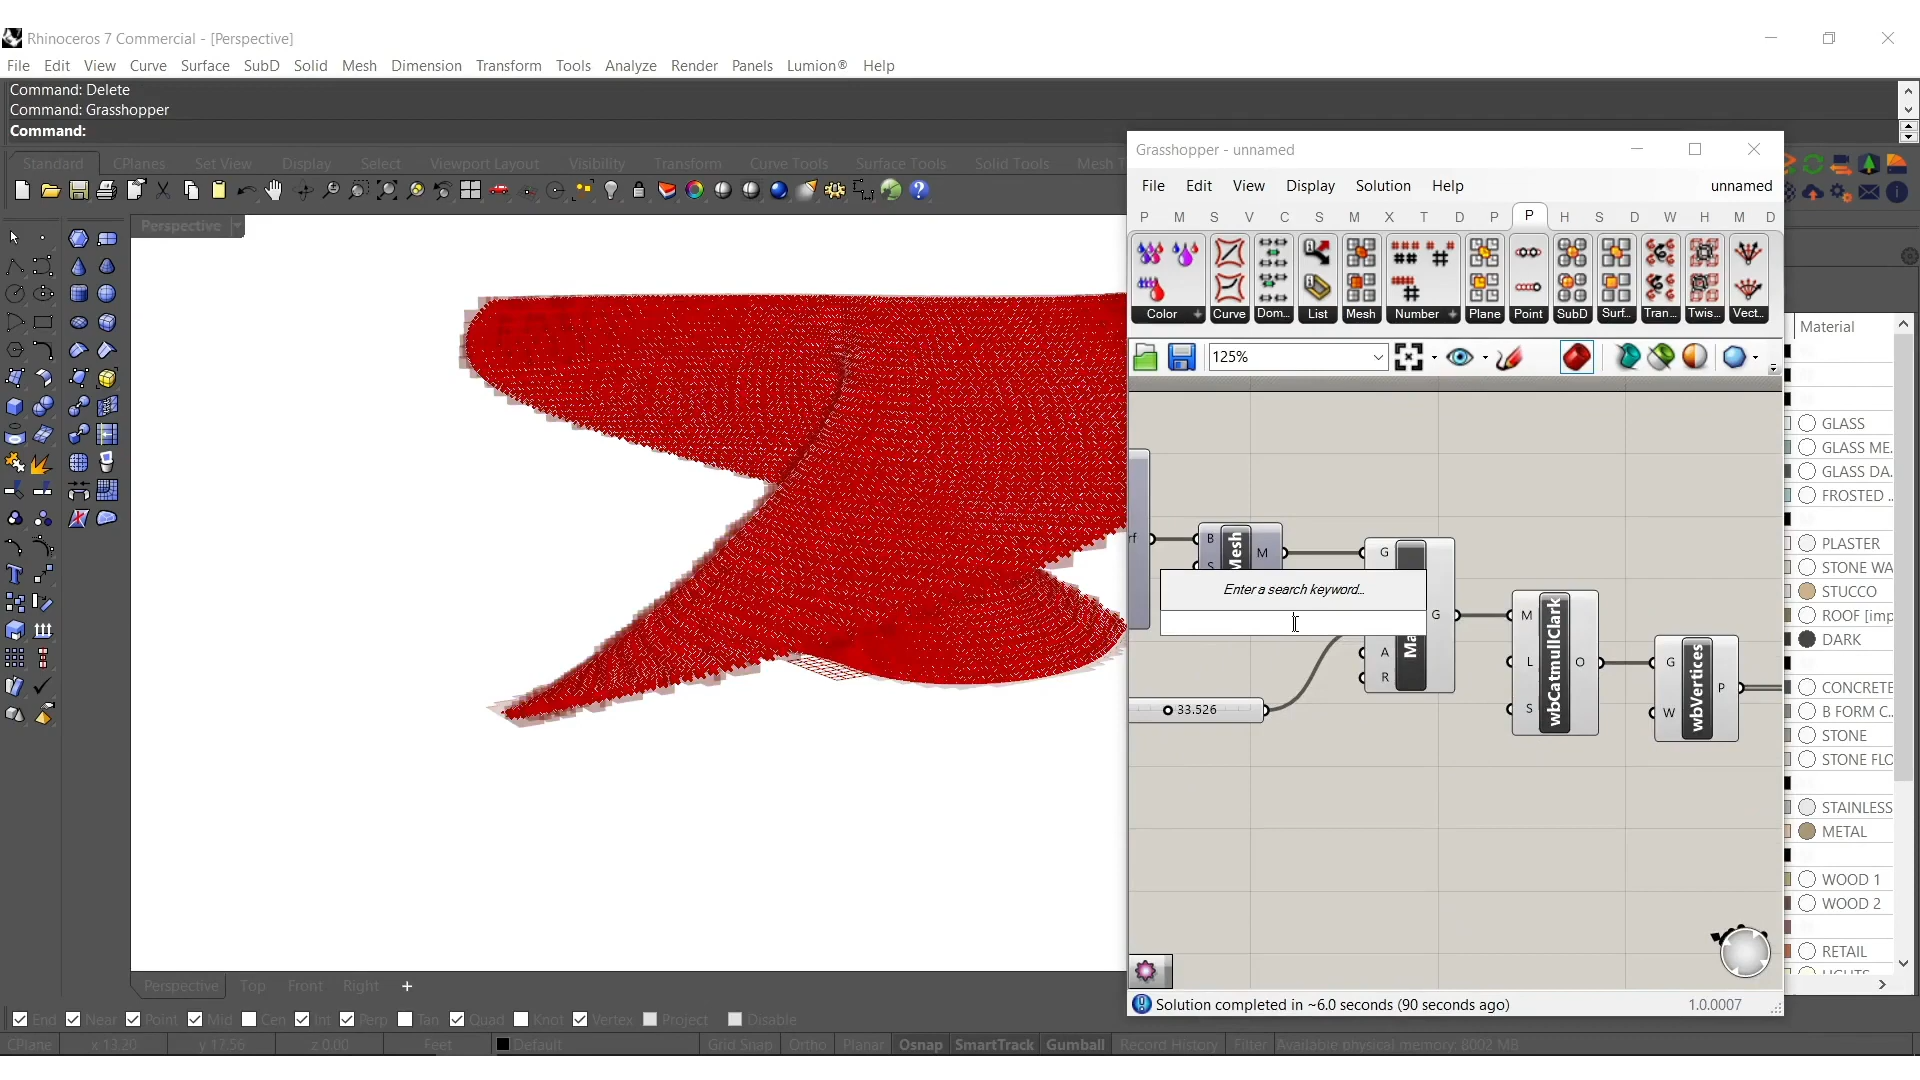 Rhinoceros 7 Commercial - [Perspective]
File Edit View Curve Surface SubD Solid Mesh Dimension Transform Tools Analyze Render Panels Lumion® Help
Command: Delete
Command: Grasshopper
Command:
Standard CPlanes Set View Display Select Viewport Layout Visibility Transform Curve Tools Surface Tools Solid Tools Mesh T
Perspective
Grasshopper - unnamed
File Edit View Display Solution Help unnamed
P M S V C S M X T D P P H S D W H M D
Color Curve Dom... List Mesh Number Plane Point SubD Surf... Tran... Twis... Vect...
125%
rf B Mesh M
S
G
Enter a search keyword...
Ma
A
R
G
33.526
M wbCatmullClark O
L
S
G wbVertices P
W
Solution completed in ~6.0 seconds (90 seconds ago) 1.0.0007
Material
GLASS
GLASS ME.
GLASS DA.
FROSTED ..
PLASTER
STONE WA
STUCCO
ROOF [imp
DARK
CONCRETE
B FORM C..
STONE
STONE FLO
STAINLESS
METAL
WOOD 1
WOOD 2
RETAIL
LIGHTS
Perspective Top Front Right
End Near Point Mid Cen Int Perp Tan Quad Knot Vertex Project Disable
CPlane x 13.20 y 17.56 z 0.00 Feet Default Grid Snap Ortho Planar Osnap SmartTrack Gumball Record History Filter Available physical memory: 8002 MB